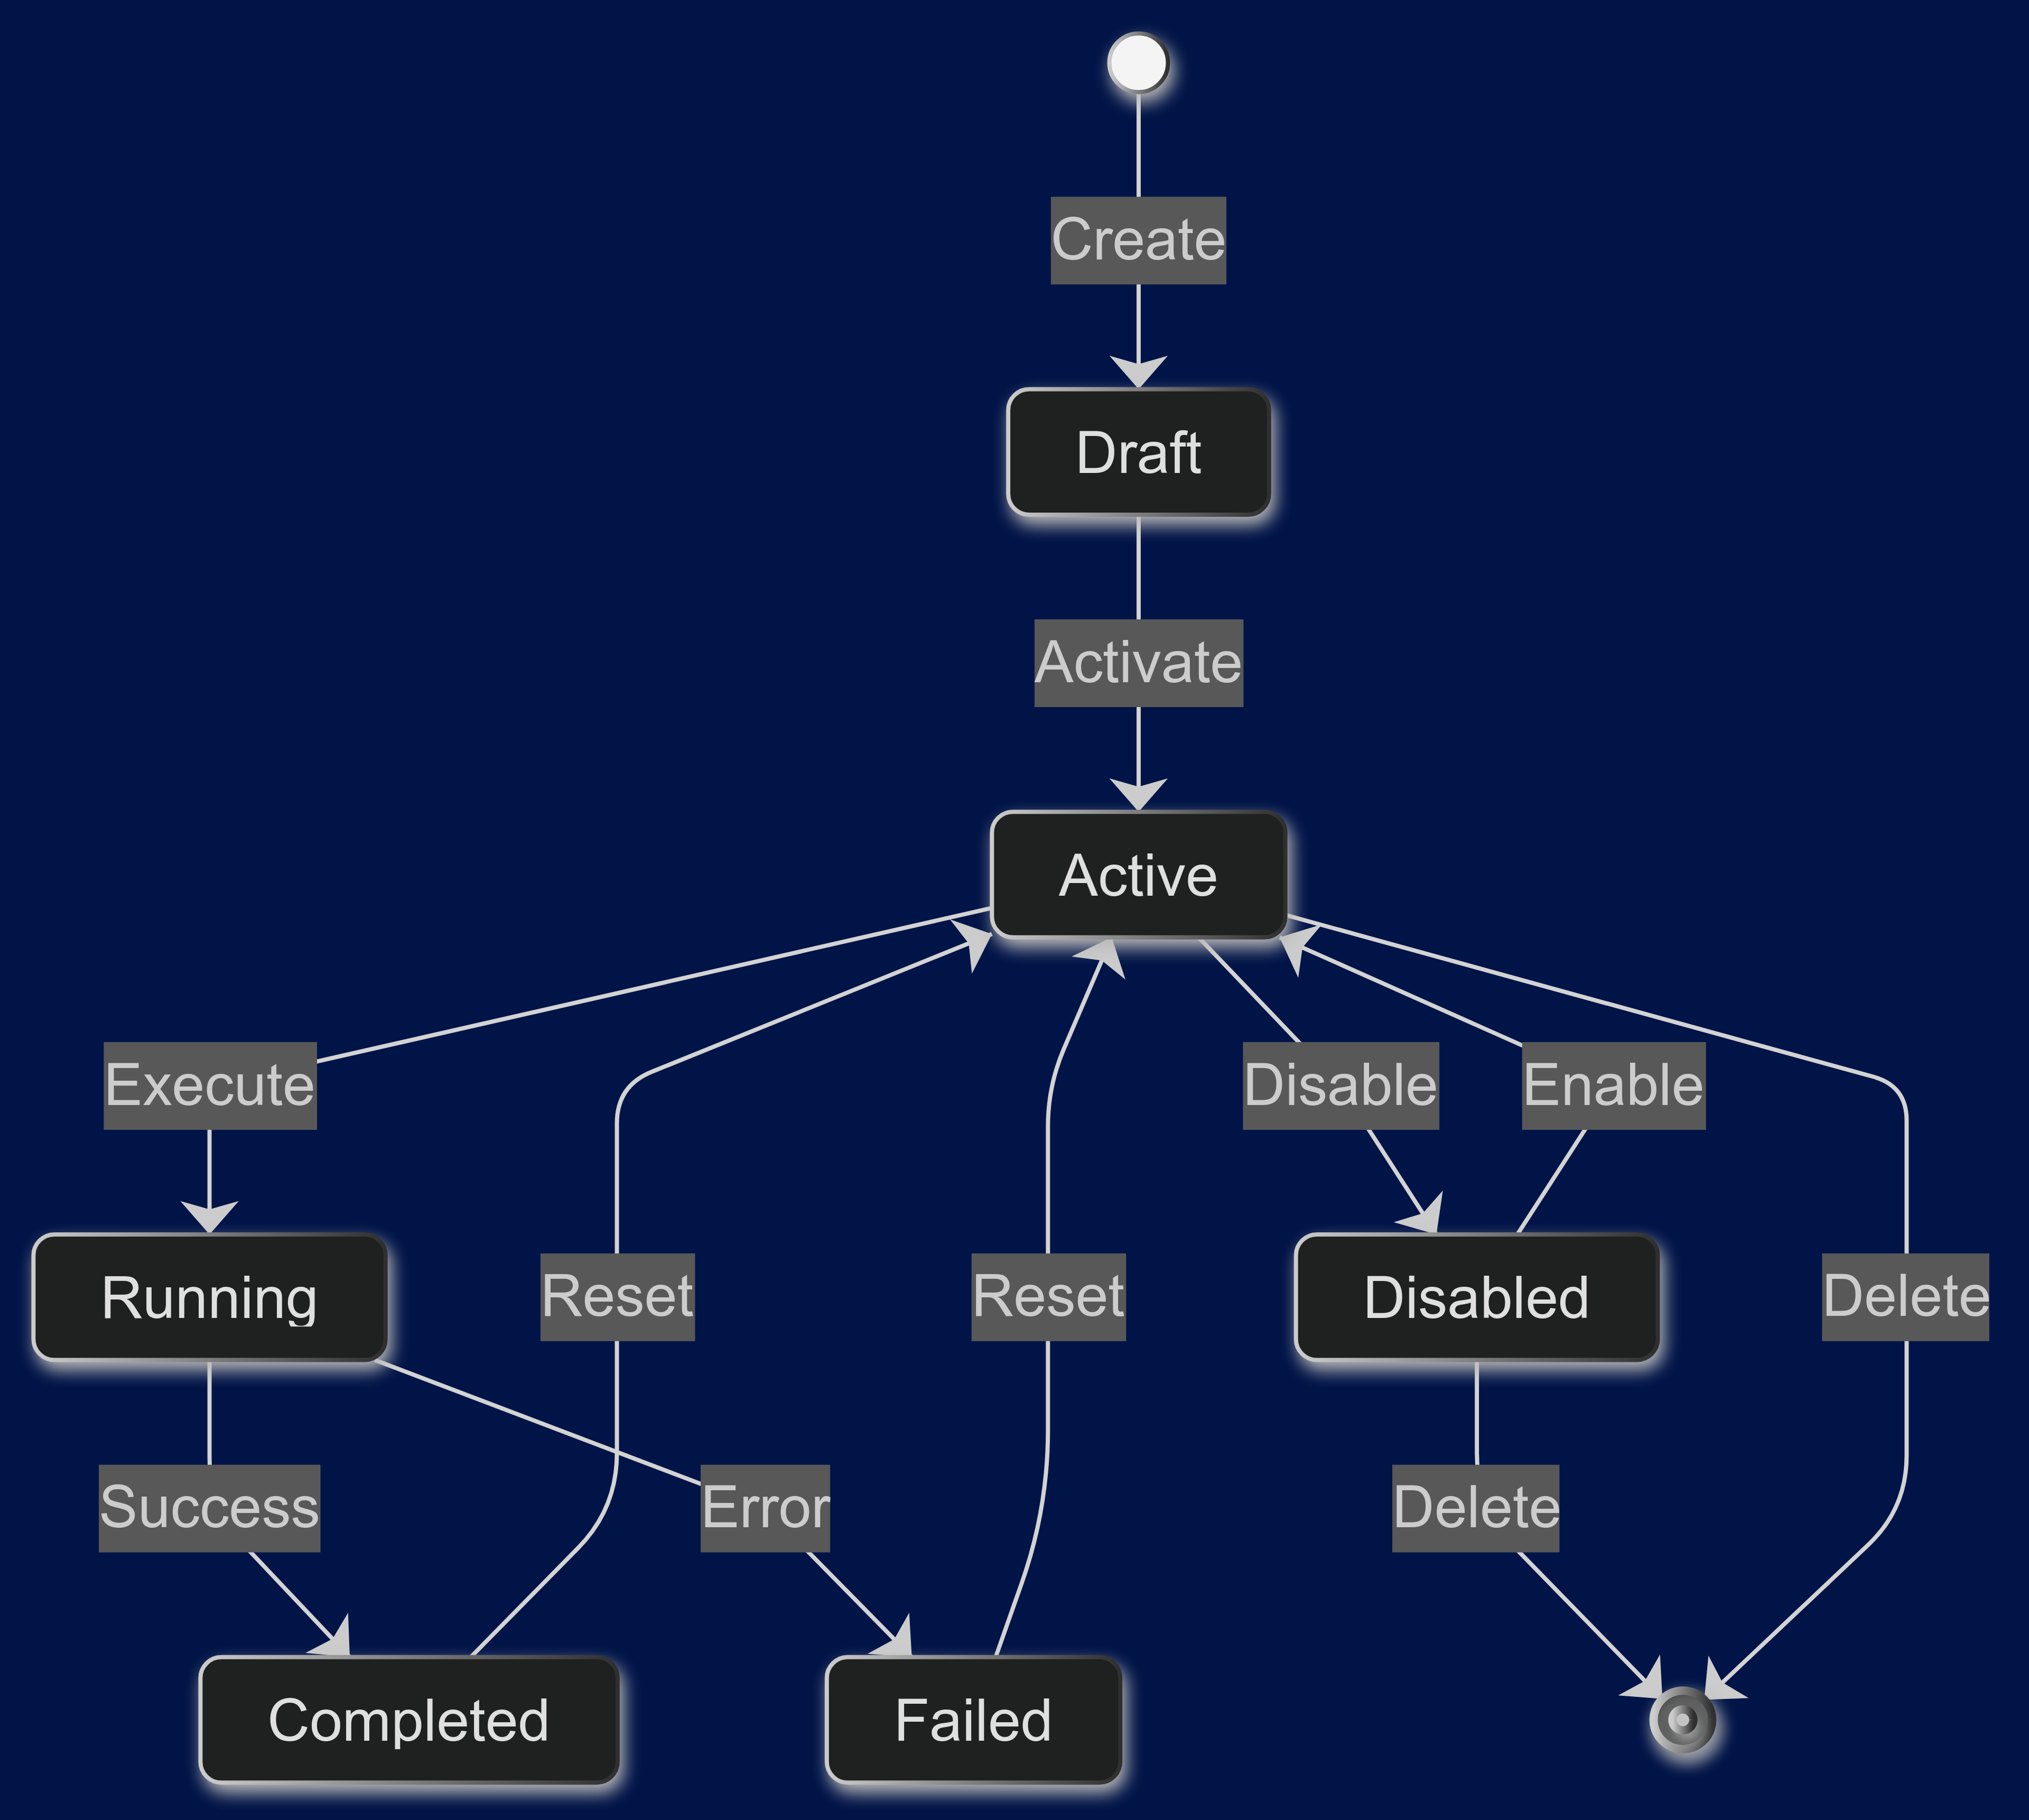 Create
Draft
Activate
Active
Execute
Disable
Enable
Running
Reset
Reset
Disabled
Delete
Success
Error
Delete
Completed
Failed